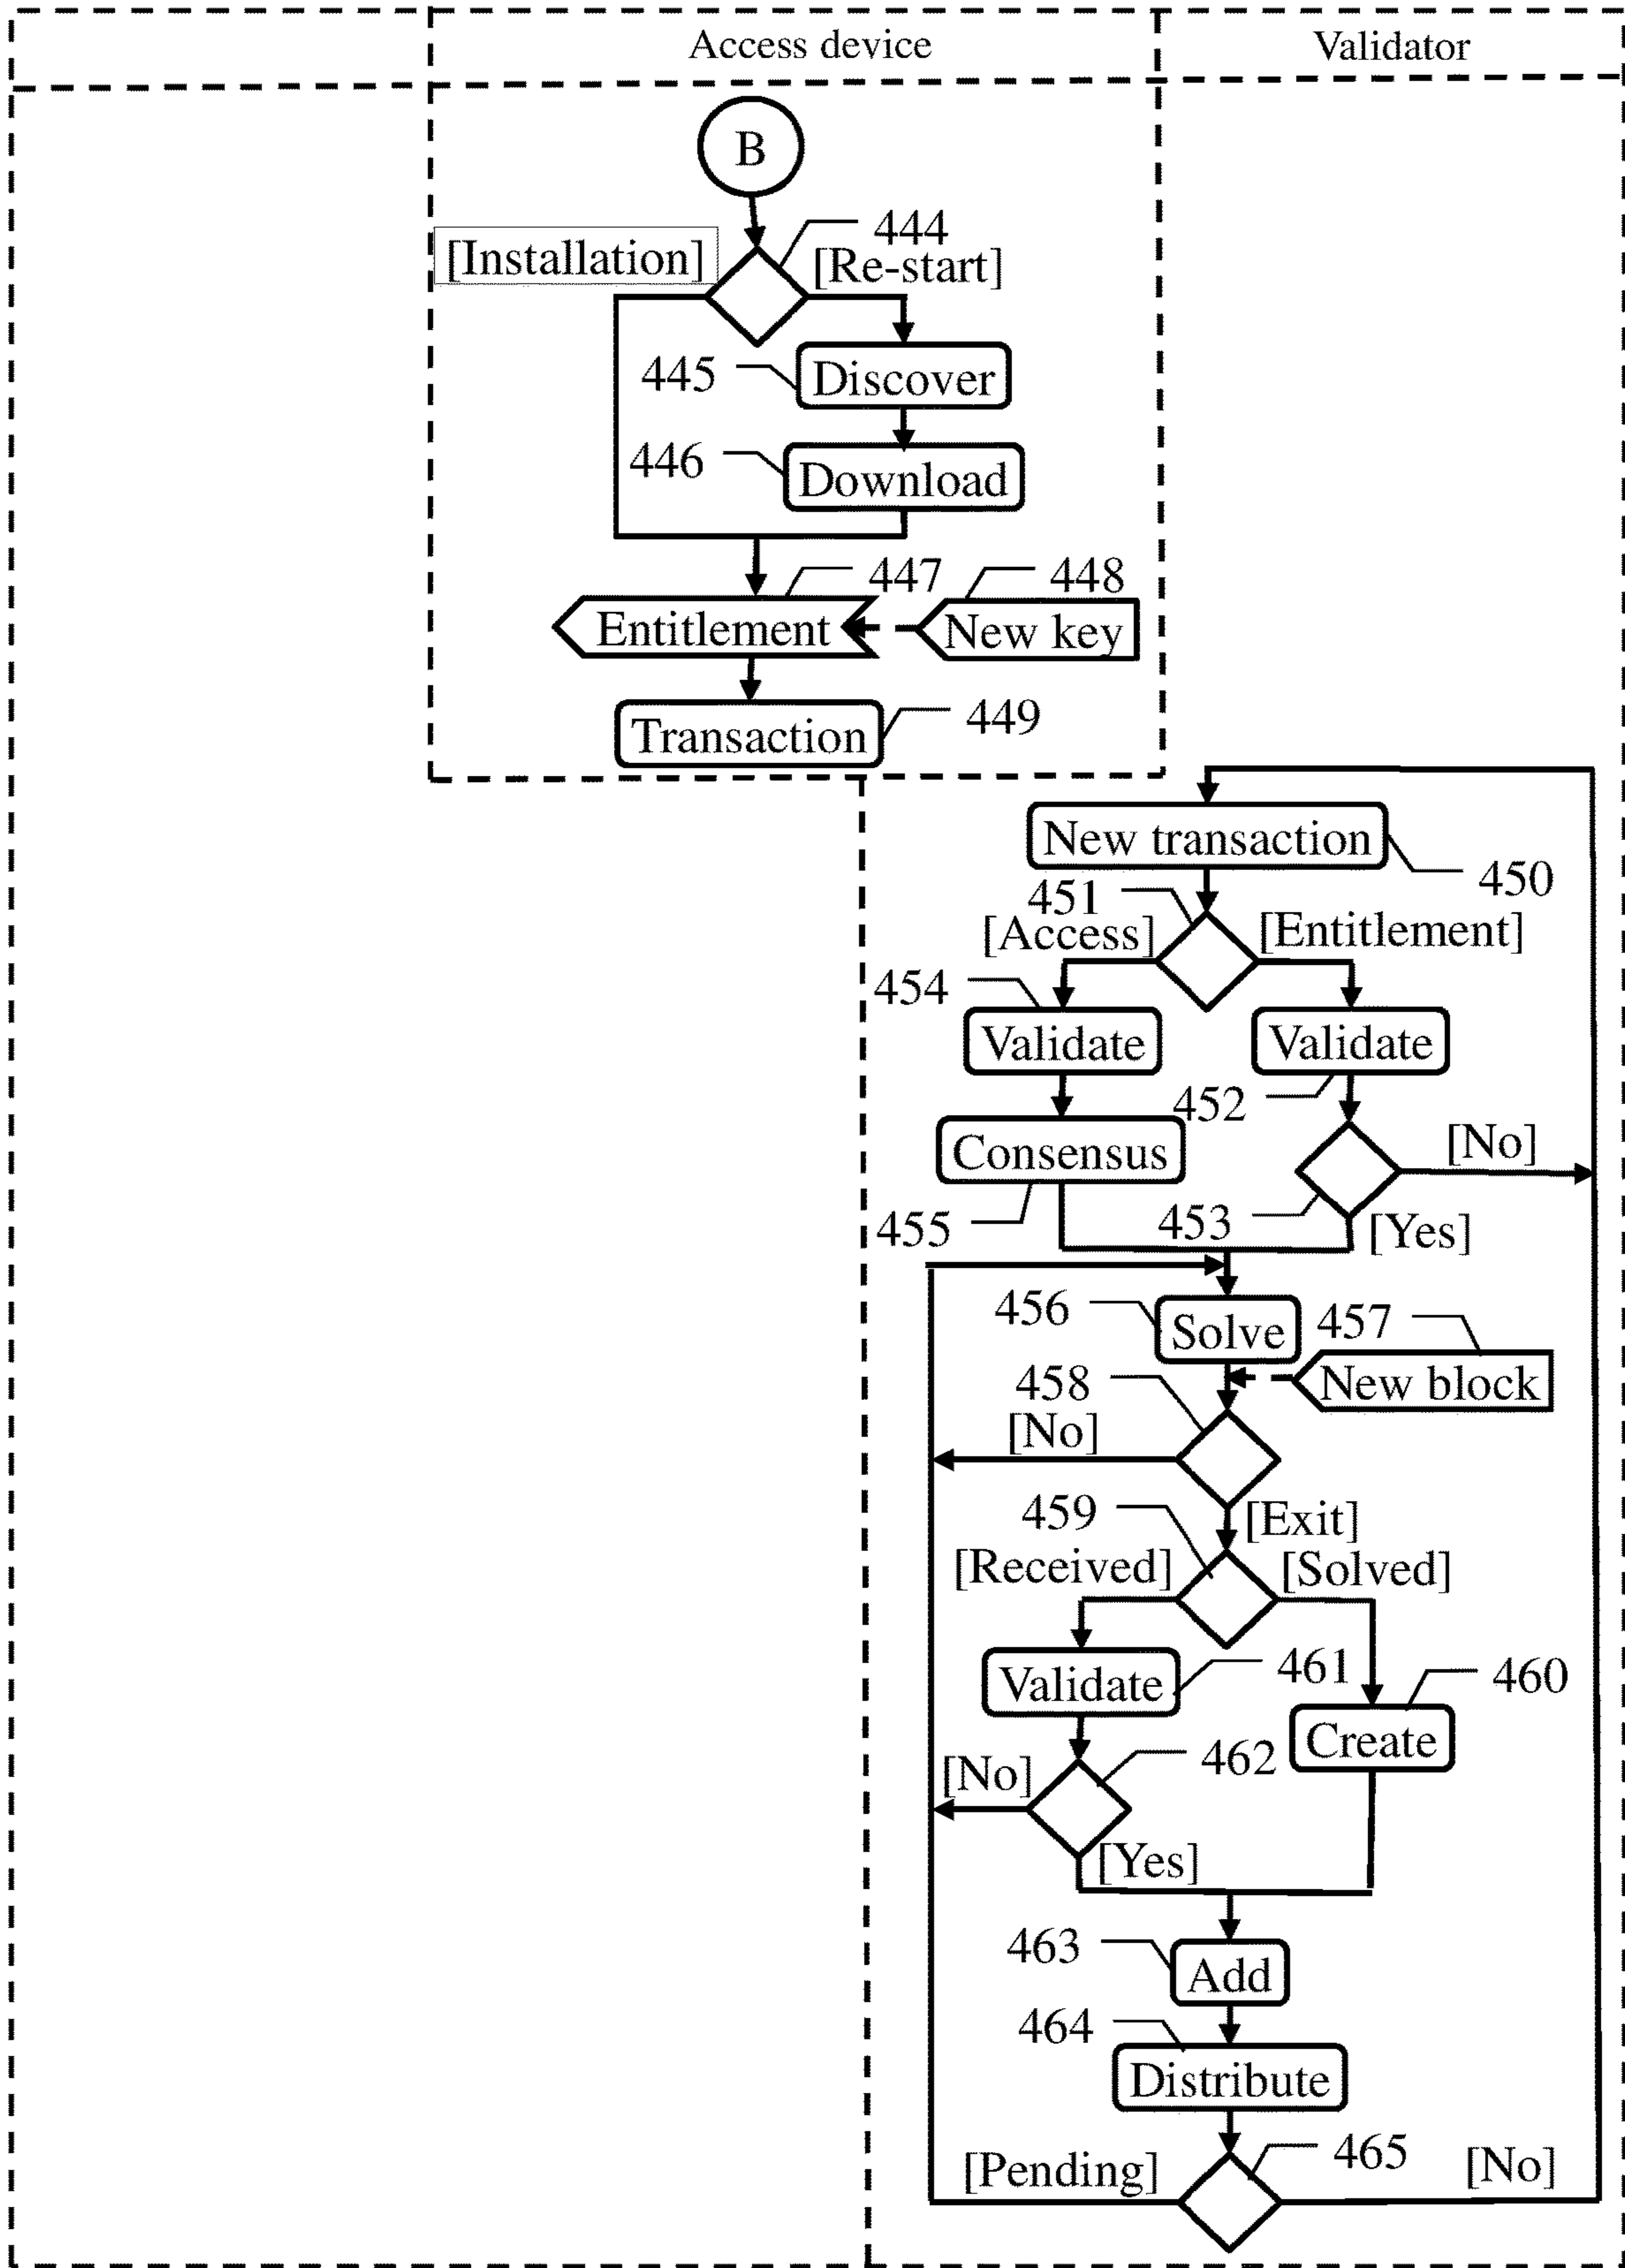 Access device
Validator
B
444
[Installation]
[Re-start]
445
Discover
446
Download
447
448
Entitlement
New key
Transaction
449
New transaction
450
451
[Access]
[Entitlement]
454
Validate
Validate
452
Consensus
[No]
455
453
[Yes]
456
Solve
457
New block
458
[No]
459
[Exit]
[Received]
[Solved]
Validate
461
460
Create
[No]
462
[Yes]
463
Add
464
Distribute
[Pending]
465
[No]